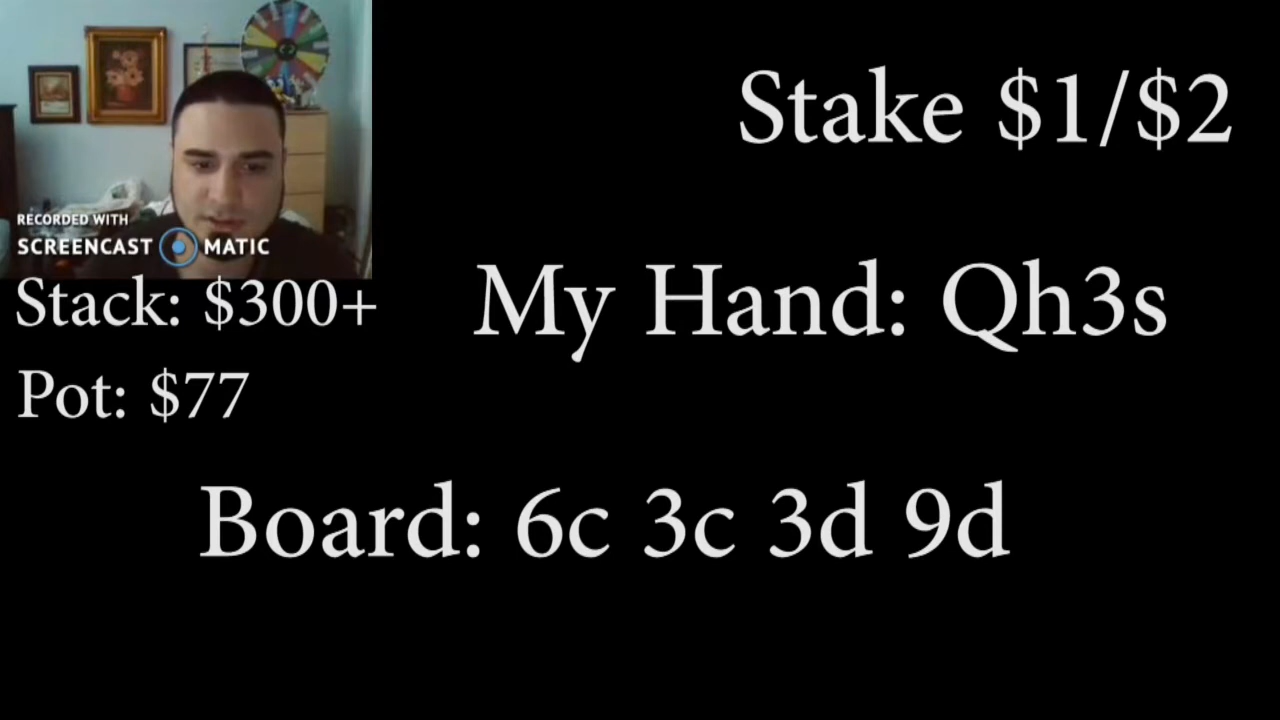 Stake $1/$2
RECORDED WITH
SCREENCAST MATIC
Stack: $300+
My Hand: Qh3s
Pot: $77
Board: 6c 3c 3d 9d